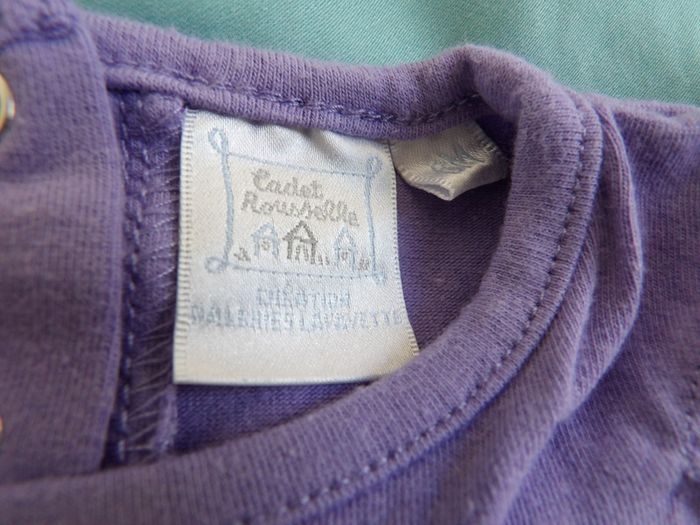 Cadet
Rousselle
CRÉATION
GALERIES LAFAYETTE